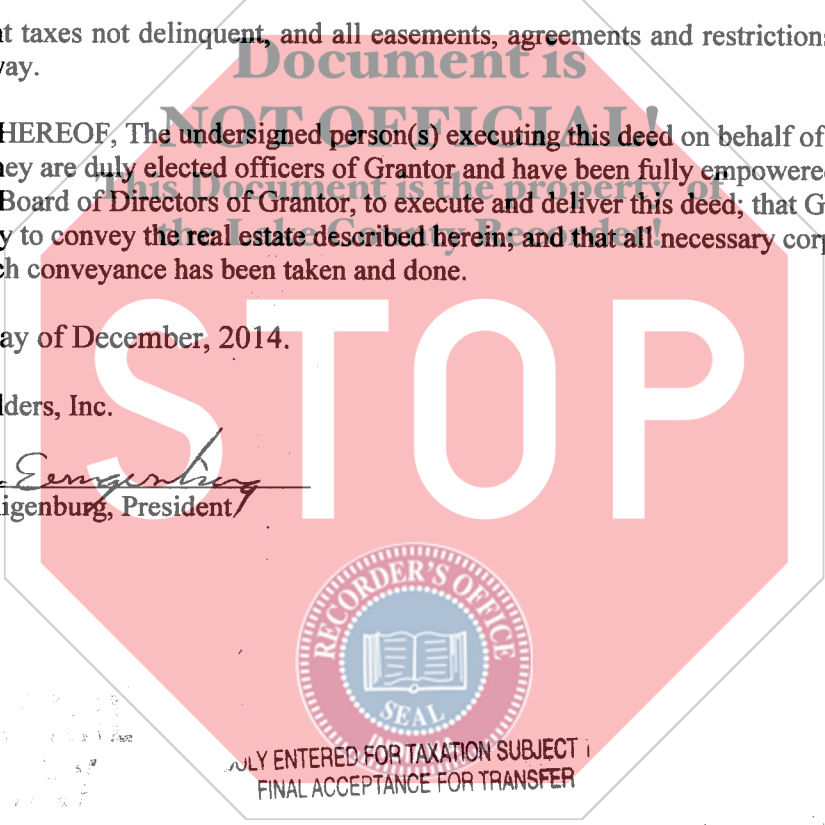 t taxes not delinquent, and all easements, agreements and restrictions
way.
Document is
NOT OFFICIAL!
HEREOF, The undersigned person(s) executing this deed on behalf of
ey are duly elected officers of Grantor and have been fully empowere
This Document is the property of
Board of Directors of Grantor, to execute and deliver this deed; that G
the Lake County Recorder!
y to convey the real estate described herein; and that all necessary corp
ch conveyance has been taken and done.
ay of December, 2014.
STOP
lders, Inc.
igenburg, President
RECORDER'S OFFICE
SEAL
ULY ENTERED FOR TAXATION SUBJECT
FINAL ACCEPTANCE FOR TRANSFER